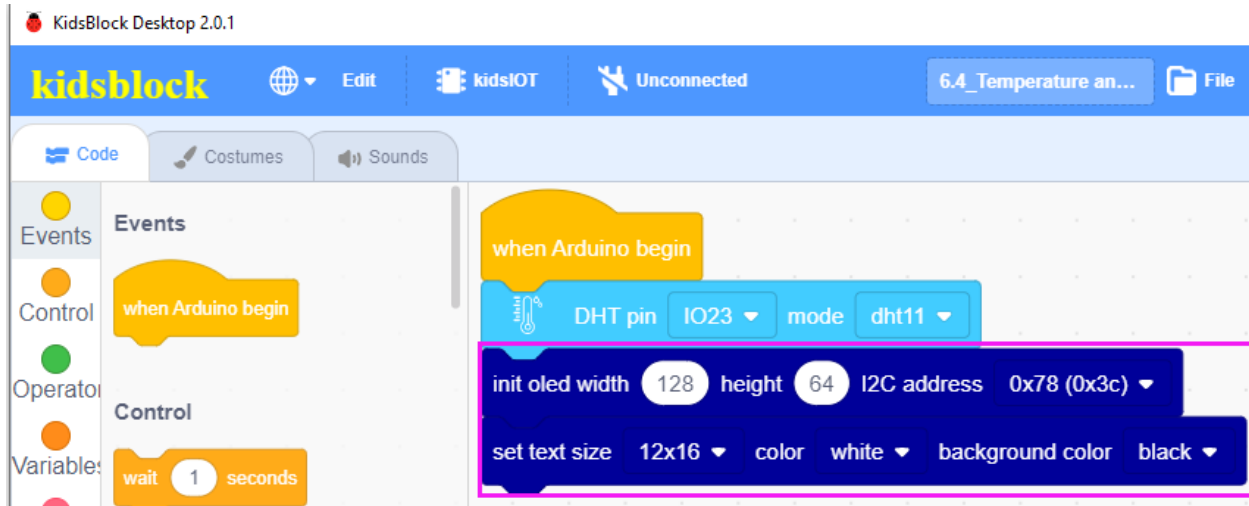 KidsBlock Desktop 2.0.1
kidsblock Edit kidsIOT Unconnected 6.4_Temperature an... File
Code Costumes Sounds
Events
Control
Operator
Variables
Events
when Arduino begin
Control
wait 1 seconds
when Arduino begin
DHT pin IO23 mode dht11
init oled width 128 height 64 I2C address 0x78 (0x3c)
set text size 12x16 color white background color black